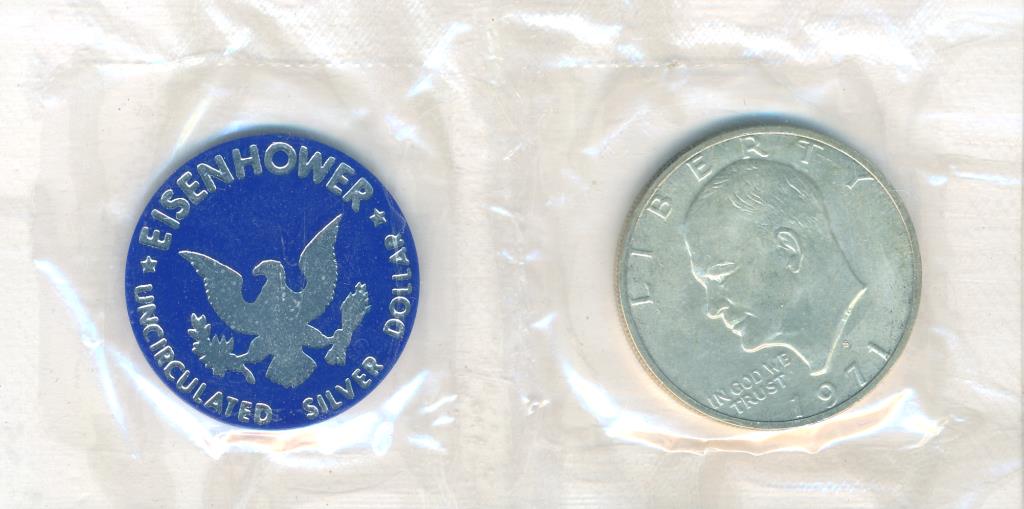 ★ EISENHOWER ★
UNCIRCULATED SILVER DOLLAR
LIBERTY
IN GOD WE
TRUST
S
1971